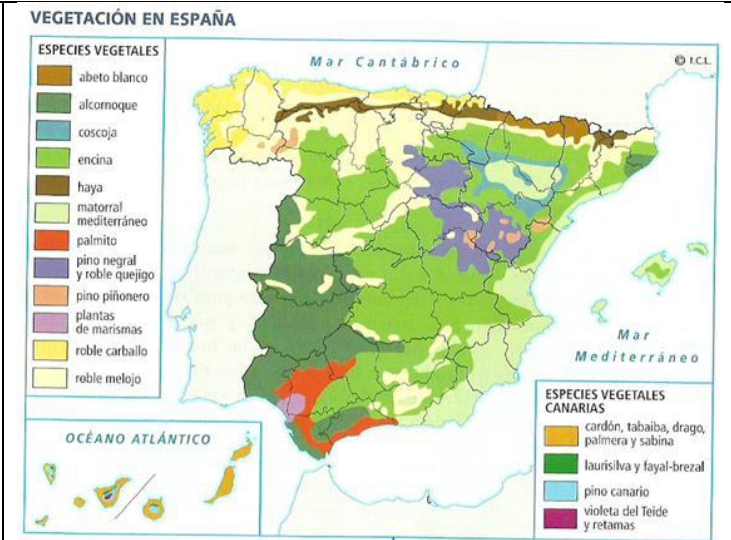 VEGETACIÓN EN ESPAÑA
ESPECIES VEGETALES
abeto blanco
alcornoque
coscoja
encina
haya
matorral
mediterráneo
palmito
pino negral
y roble quejigo
pino piñonero
plantas
de marismas
roble carballo
roble melojo
Mar Cantábrico
© I.C.L.
Mar
Mediterráneo
OCÉANO ATLÁNTICO
ESPECIES VEGETALES
CANARIAS
cardón, tabaiba, drago,
palmera y sabina
laurisilva y fayal-brezal
pino canario
violeta del Teide
y retamas